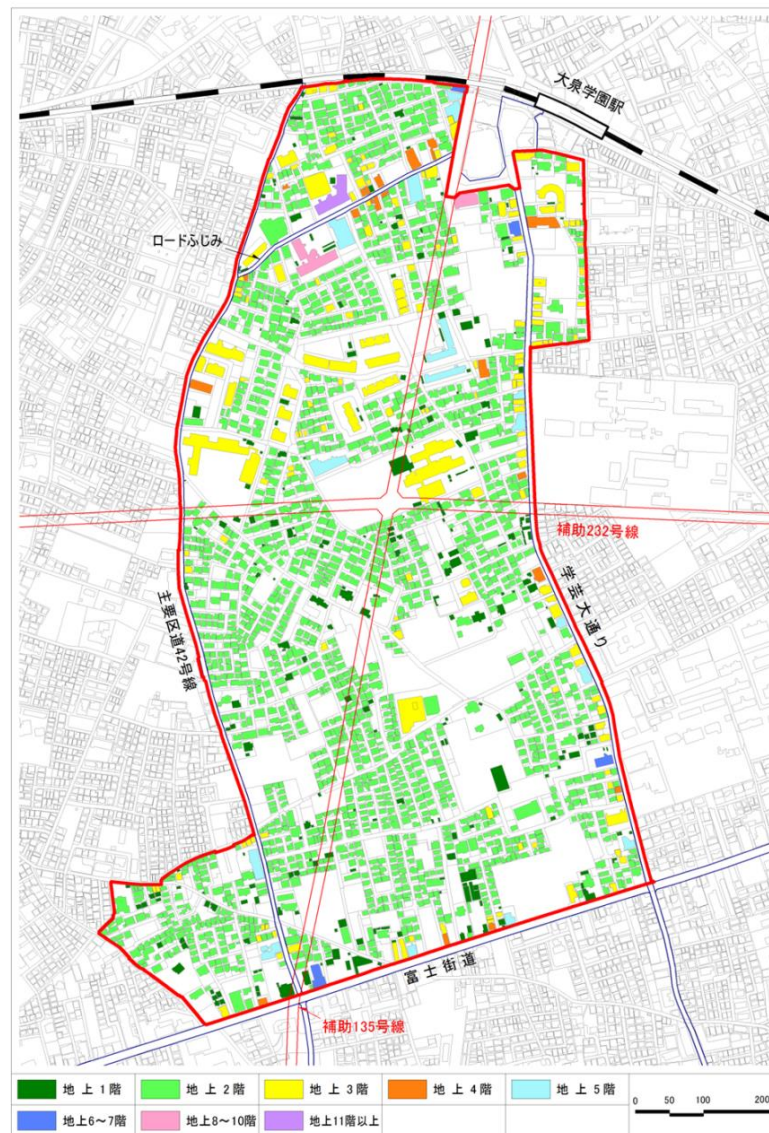 大泉学園駅
ロードふじみ
補助232号線
学芸大通り
主要区道42号線
富士街道
補助135号線
地上1階
地上2階
地上3階
地上4階
地上5階
地上6～7階
地上8～10階
地上11階以上
0 50 100 200